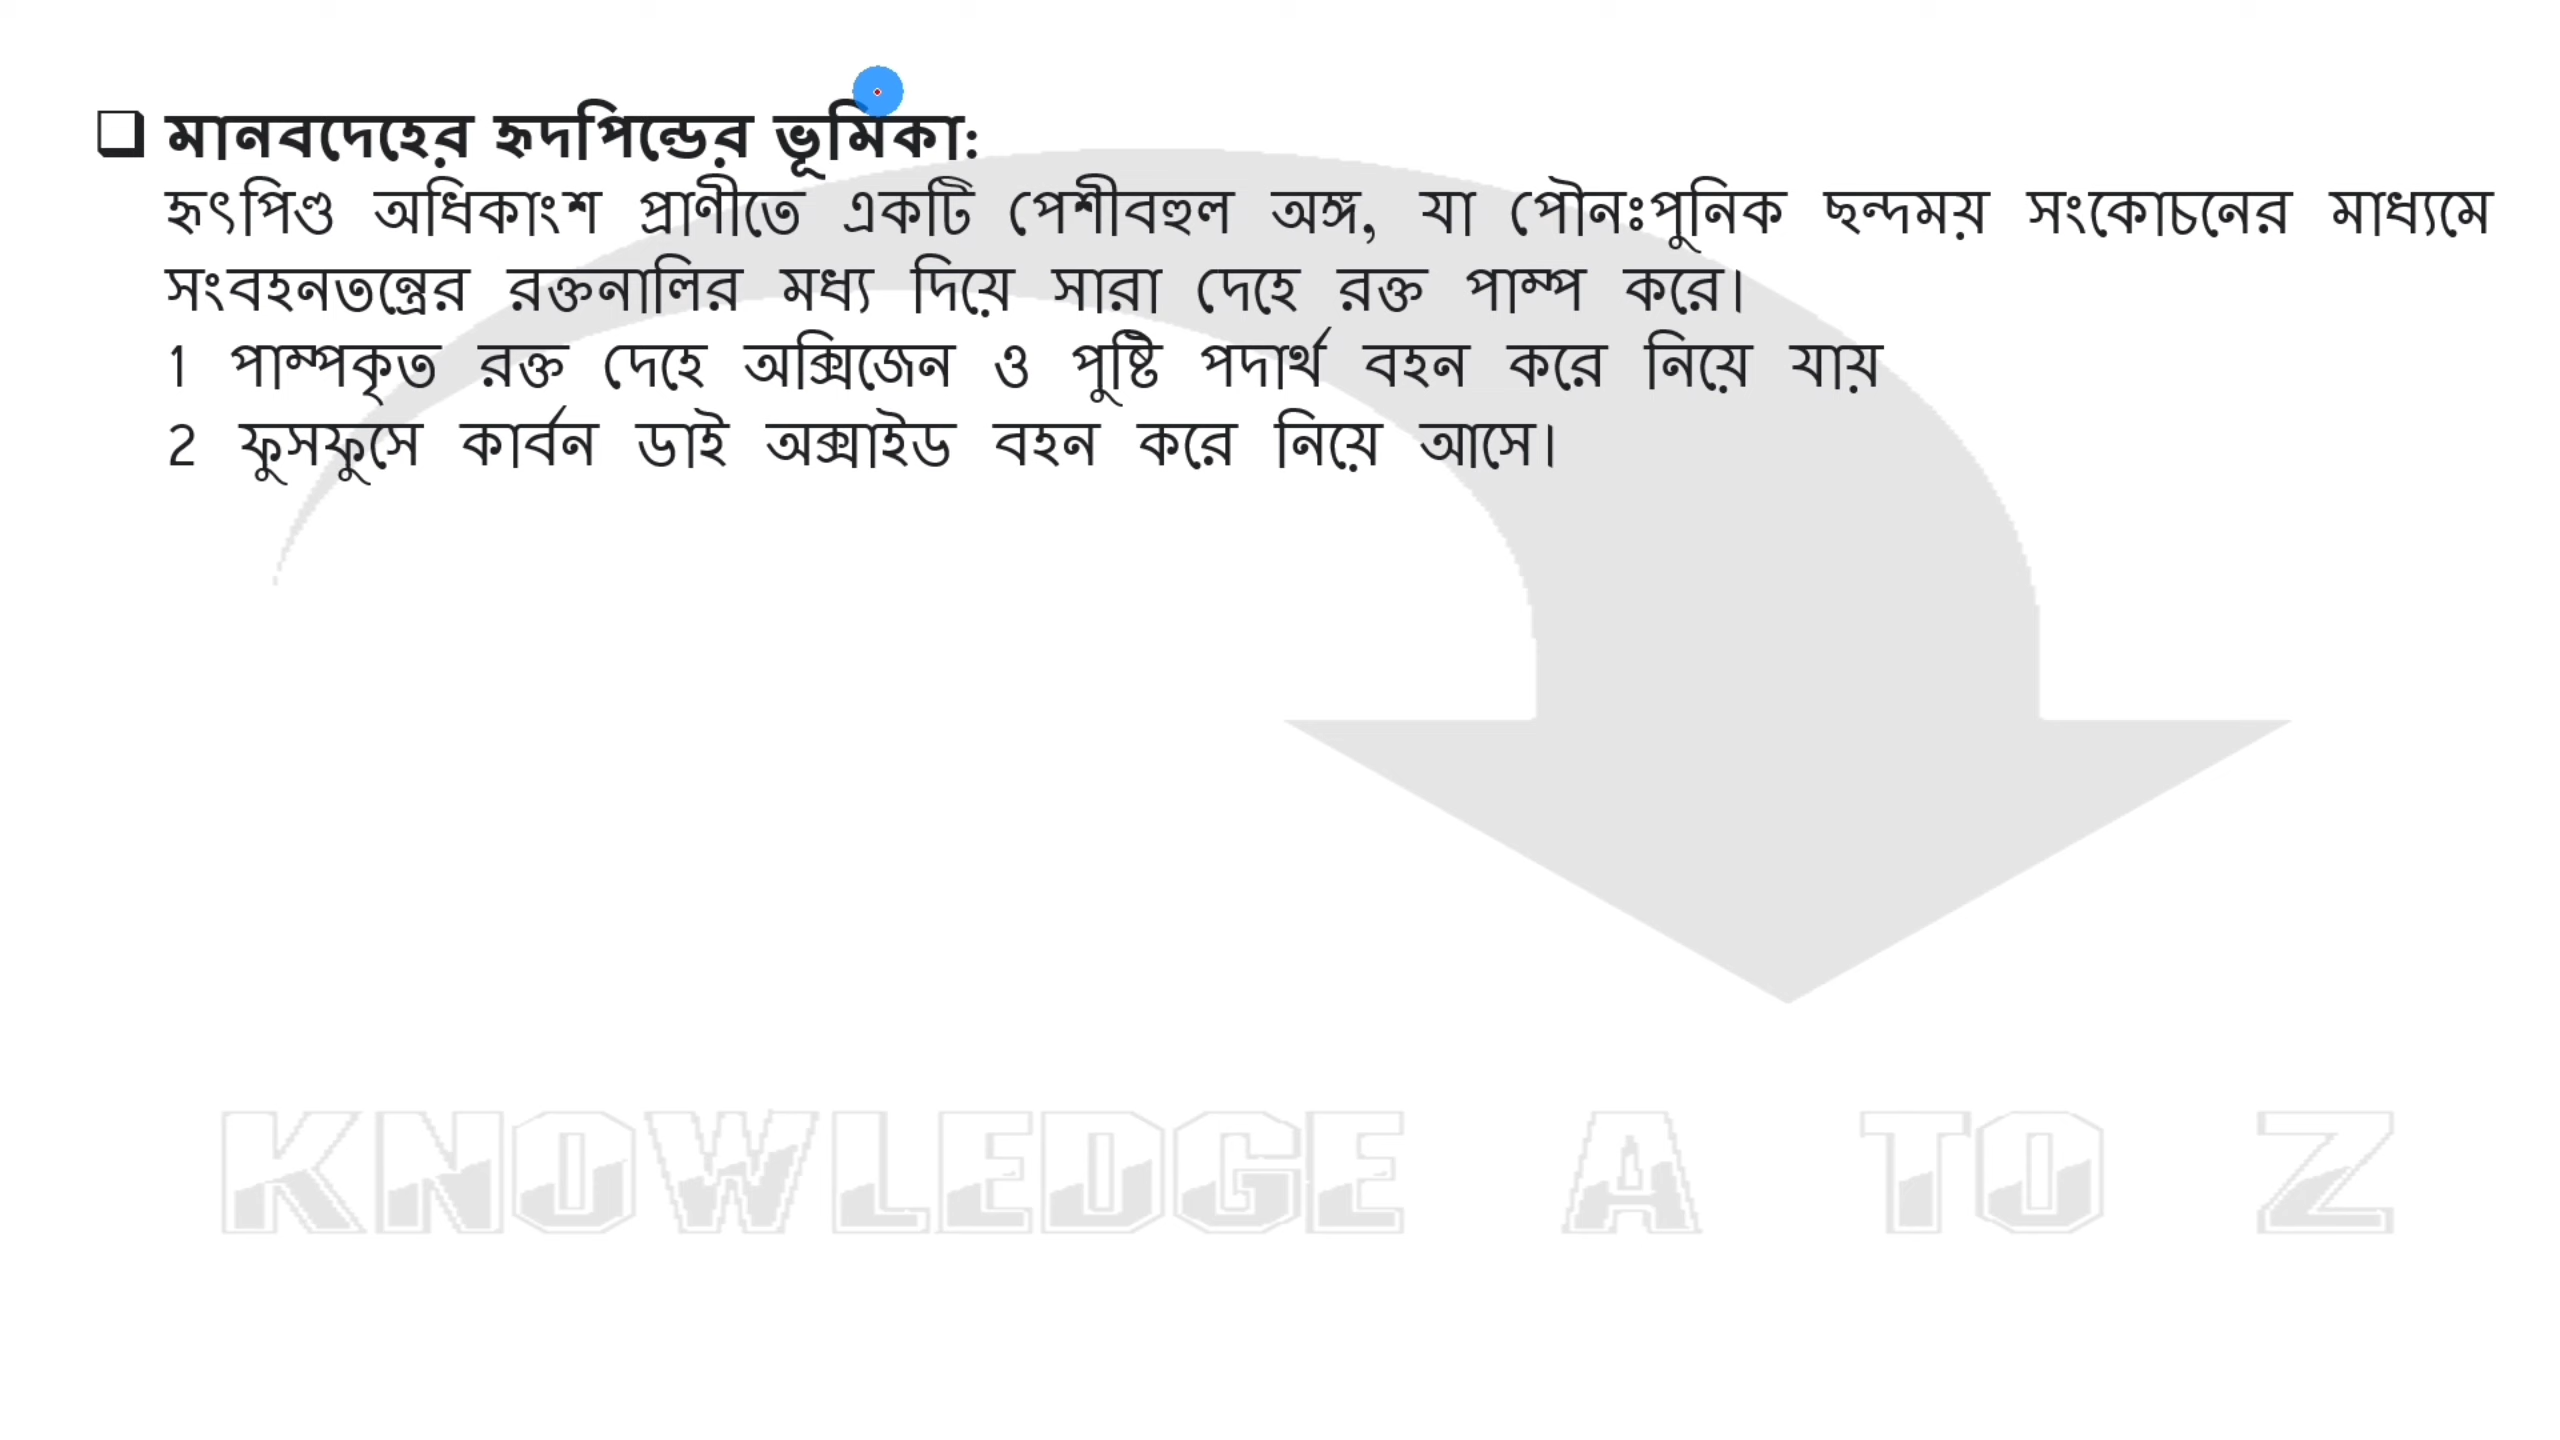 ❑ মানবদেহের হৃদপিন্ডের ভূমিকা:
হৃৎপিণ্ড অধিকাংশ প্রাণীতে একটি পেশীবহুল অঙ্গ, যা পৌনঃপুনিক ছন্দময় সংকোচনের মাধ্যমে
সংবহনতন্ত্রের রক্তনালির মধ্য দিয়ে সারা দেহে রক্ত পাম্প করে।
1 পাম্পকৃত রক্ত দেহে অক্সিজেন ও পুষ্টি পদার্থ বহন করে নিয়ে যায়
2 ফুসফুসে কার্বন ডাই অক্সাইড বহন করে নিয়ে আসে।
KNOWLEDGE A TO Z